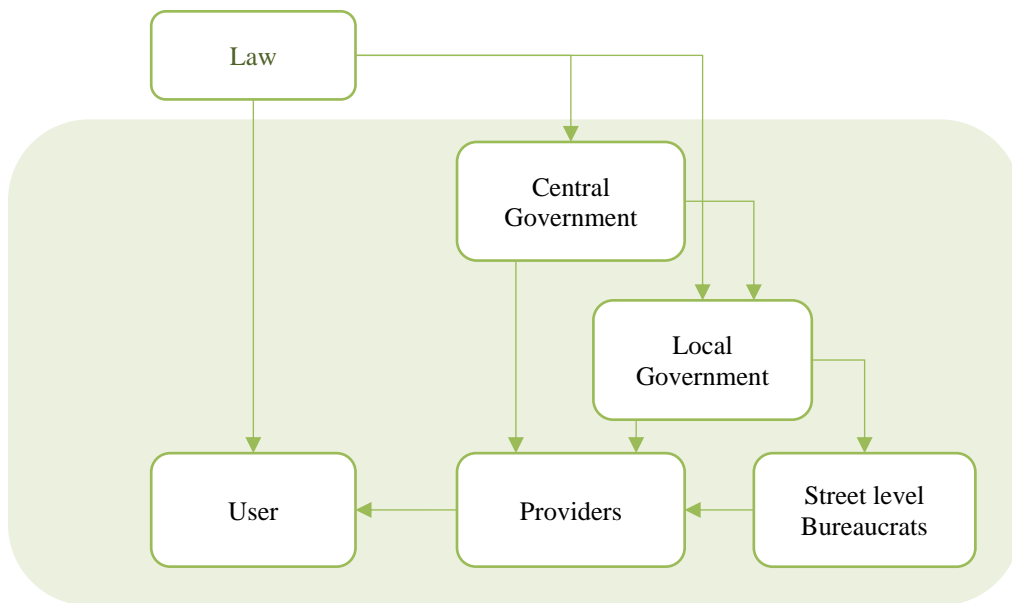 Law
Central
Government
Local
Government
User
Providers
Street level
Bureaucrats